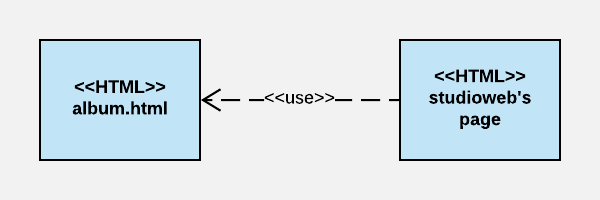 <<HTML>>
album.html
<<use>>
<<HTML>>
studioweb's
page